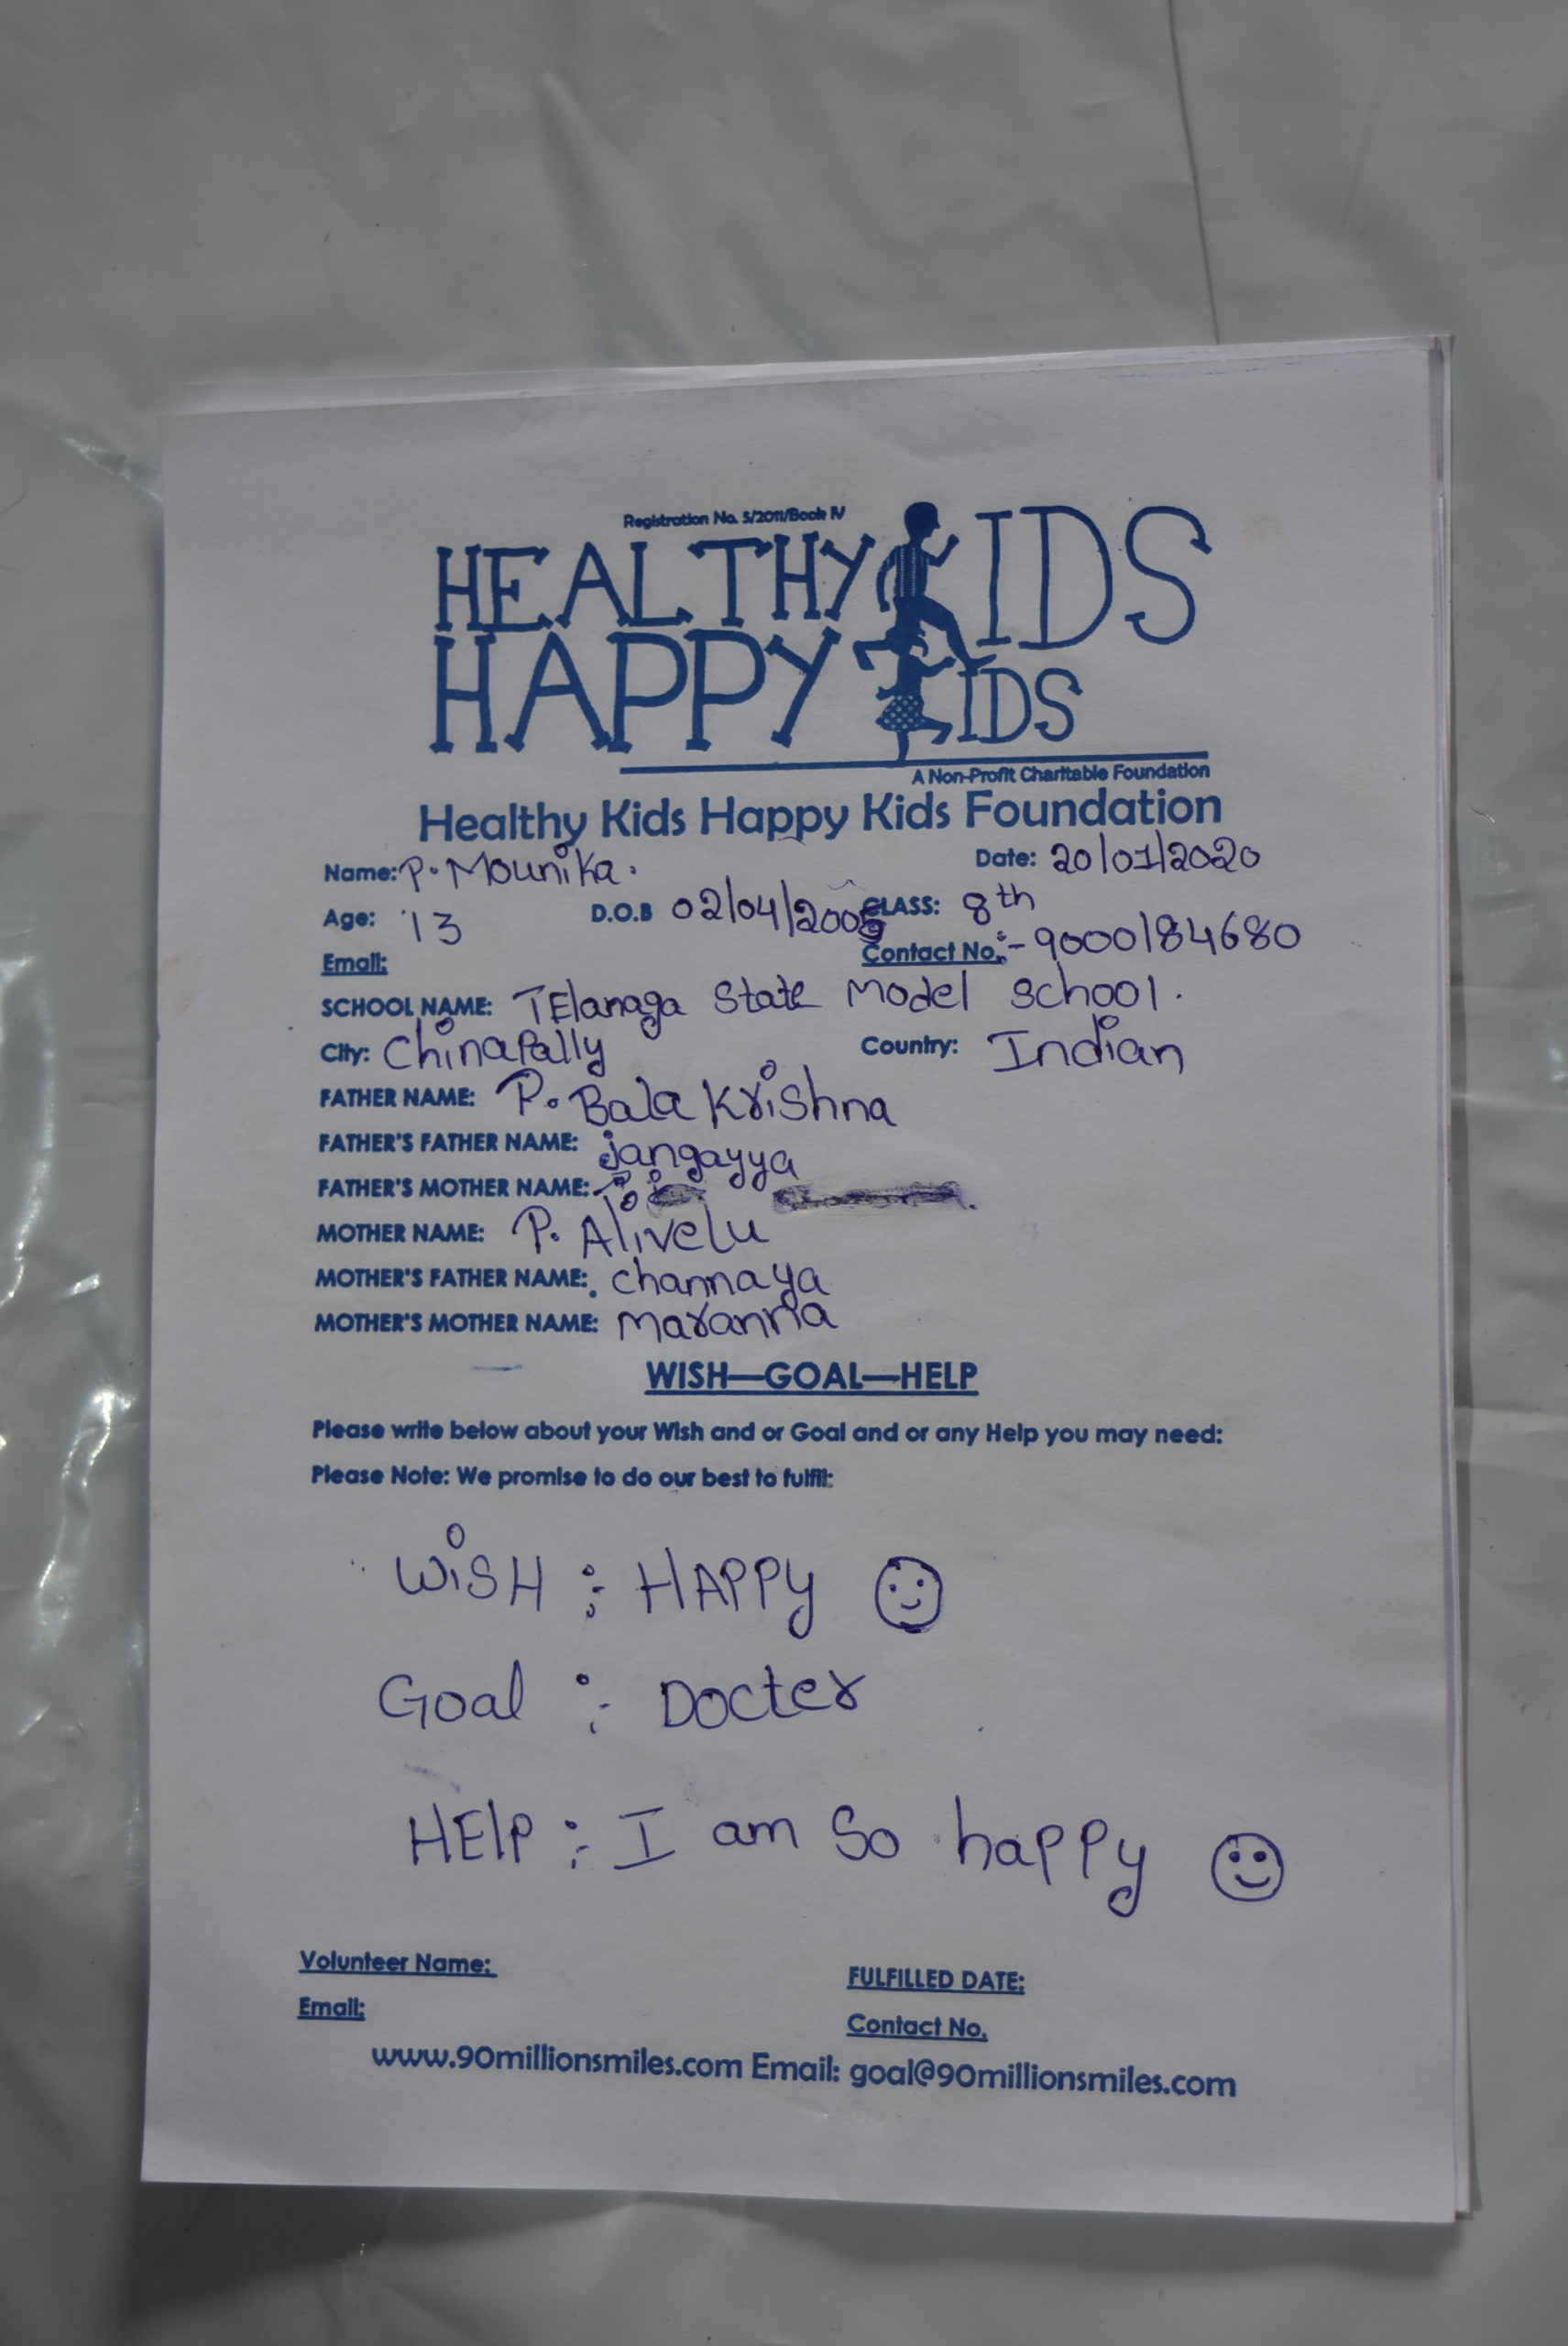 Registration No. 5/2011/Book IV
HEALTHY KIDS
HAPPY KIDS
A Non-Profit Charitable Foundation
Healthy Kids Happy Kids Foundation
Name: P. Mounika. Date: 20/01/2020
Age: 13 D.O.B 02/04/2005 CLASS: 8th
Email: Contact No.:- 9000184680
SCHOOL NAME: TElanaga State Model School.
City: Chinapally Country: Indian
FATHER NAME: P. Bala Krishna
FATHER'S FATHER NAME: jangayya
FATHER'S MOTHER NAME:
MOTHER NAME: P. Alivelu
MOTHER'S FATHER NAME: channaya
MOTHER'S MOTHER NAME: maranna
WISH—GOAL—HELP
Please write below about your Wish and or Goal and or any Help you may need:
Please Note: We promise to do our best to fulfil:
WiSH : HAPPy
Goal : Docter
HElP : I am So happy
Volunteer Name: FULFILLED DATE:
Email: Contact No.
www.90millionsmiles.com Email: goal@90millionsmiles.com